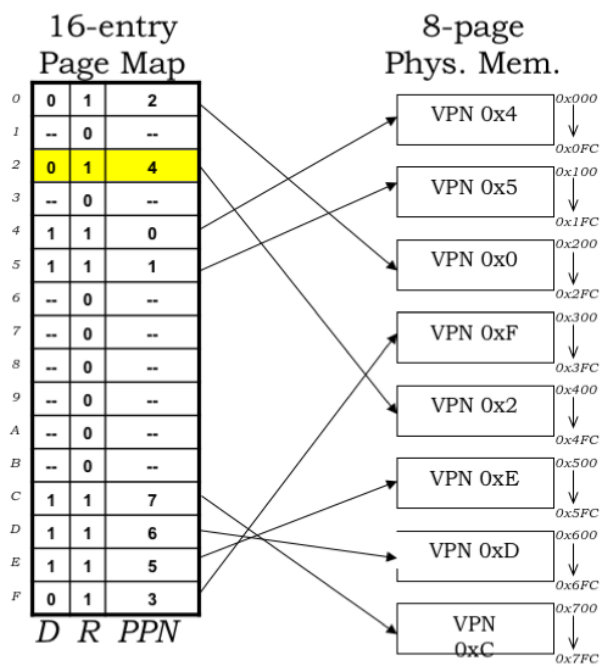 16-entry
Page Map
0 0 1 2
1 -- 0 --
2 0 1 4
3 -- 0 --
4 1 1 0
5 1 1 1
6 -- 0 --
7 -- 0 --
8 -- 0 --
9 -- 0 --
A -- 0 --
B -- 0 --
C 1 1 7
D 1 1 6
E 1 1 5
F 0 1 3
D R PPN
8-page
Phys. Mem.
VPN 0x4
0x000
0x0FC
VPN 0x5
0x100
0x1FC
VPN 0x0
0x200
0x2FC
VPN 0xF
0x300
0x3FC
VPN 0x2
0x400
0x4FC
VPN 0xE
0x500
0x5FC
VPN 0xD
0x600
0x6FC
VPN
0xC
0x700
0x7FC